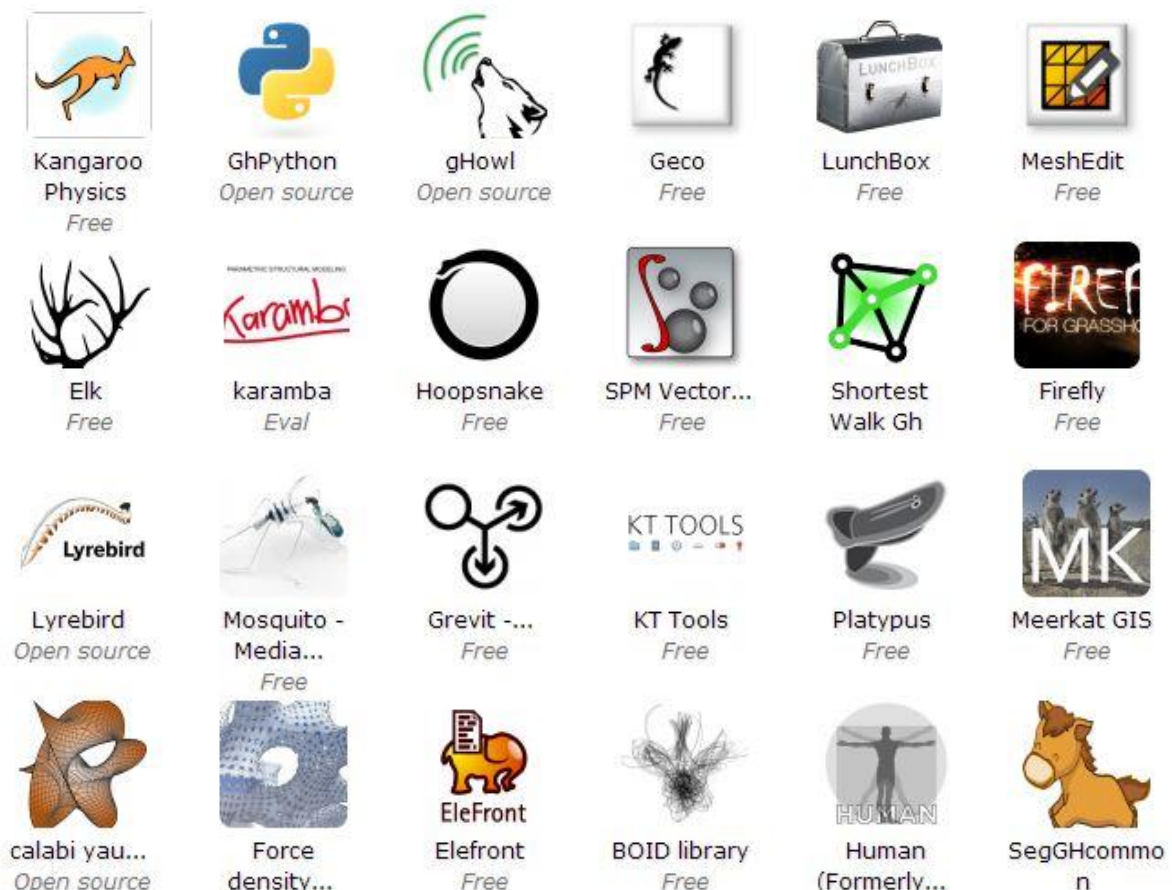 LUNCHBOX
Kangaroo
Physics
Free
GhPython
Open source
gHowl
Open source
Geco
Free
LunchBox
Free
MeshEdit
Free
PARAMETRIC STRUCTURAL MODELING
Karamb
FIREF
FOR GRASSHO
Elk
Free
karamba
Eval
Hoopsnake
Free
SPM Vector...
Free
Shortest
Walk Gh
Firefly
Free
Lyrebird
KT TOOLS
MK
Lyrebird
Open source
Mosquito -
Media...
Free
Grevit -...
Free
KT Tools
Free
Platypus
Free
Meerkat GIS
Free
EleFront
HUMAN
calabi yau...
Open source
Force
density...
Elefront
Free
BOID library
Free
Human
(Formerly...
SegGHcommo
n